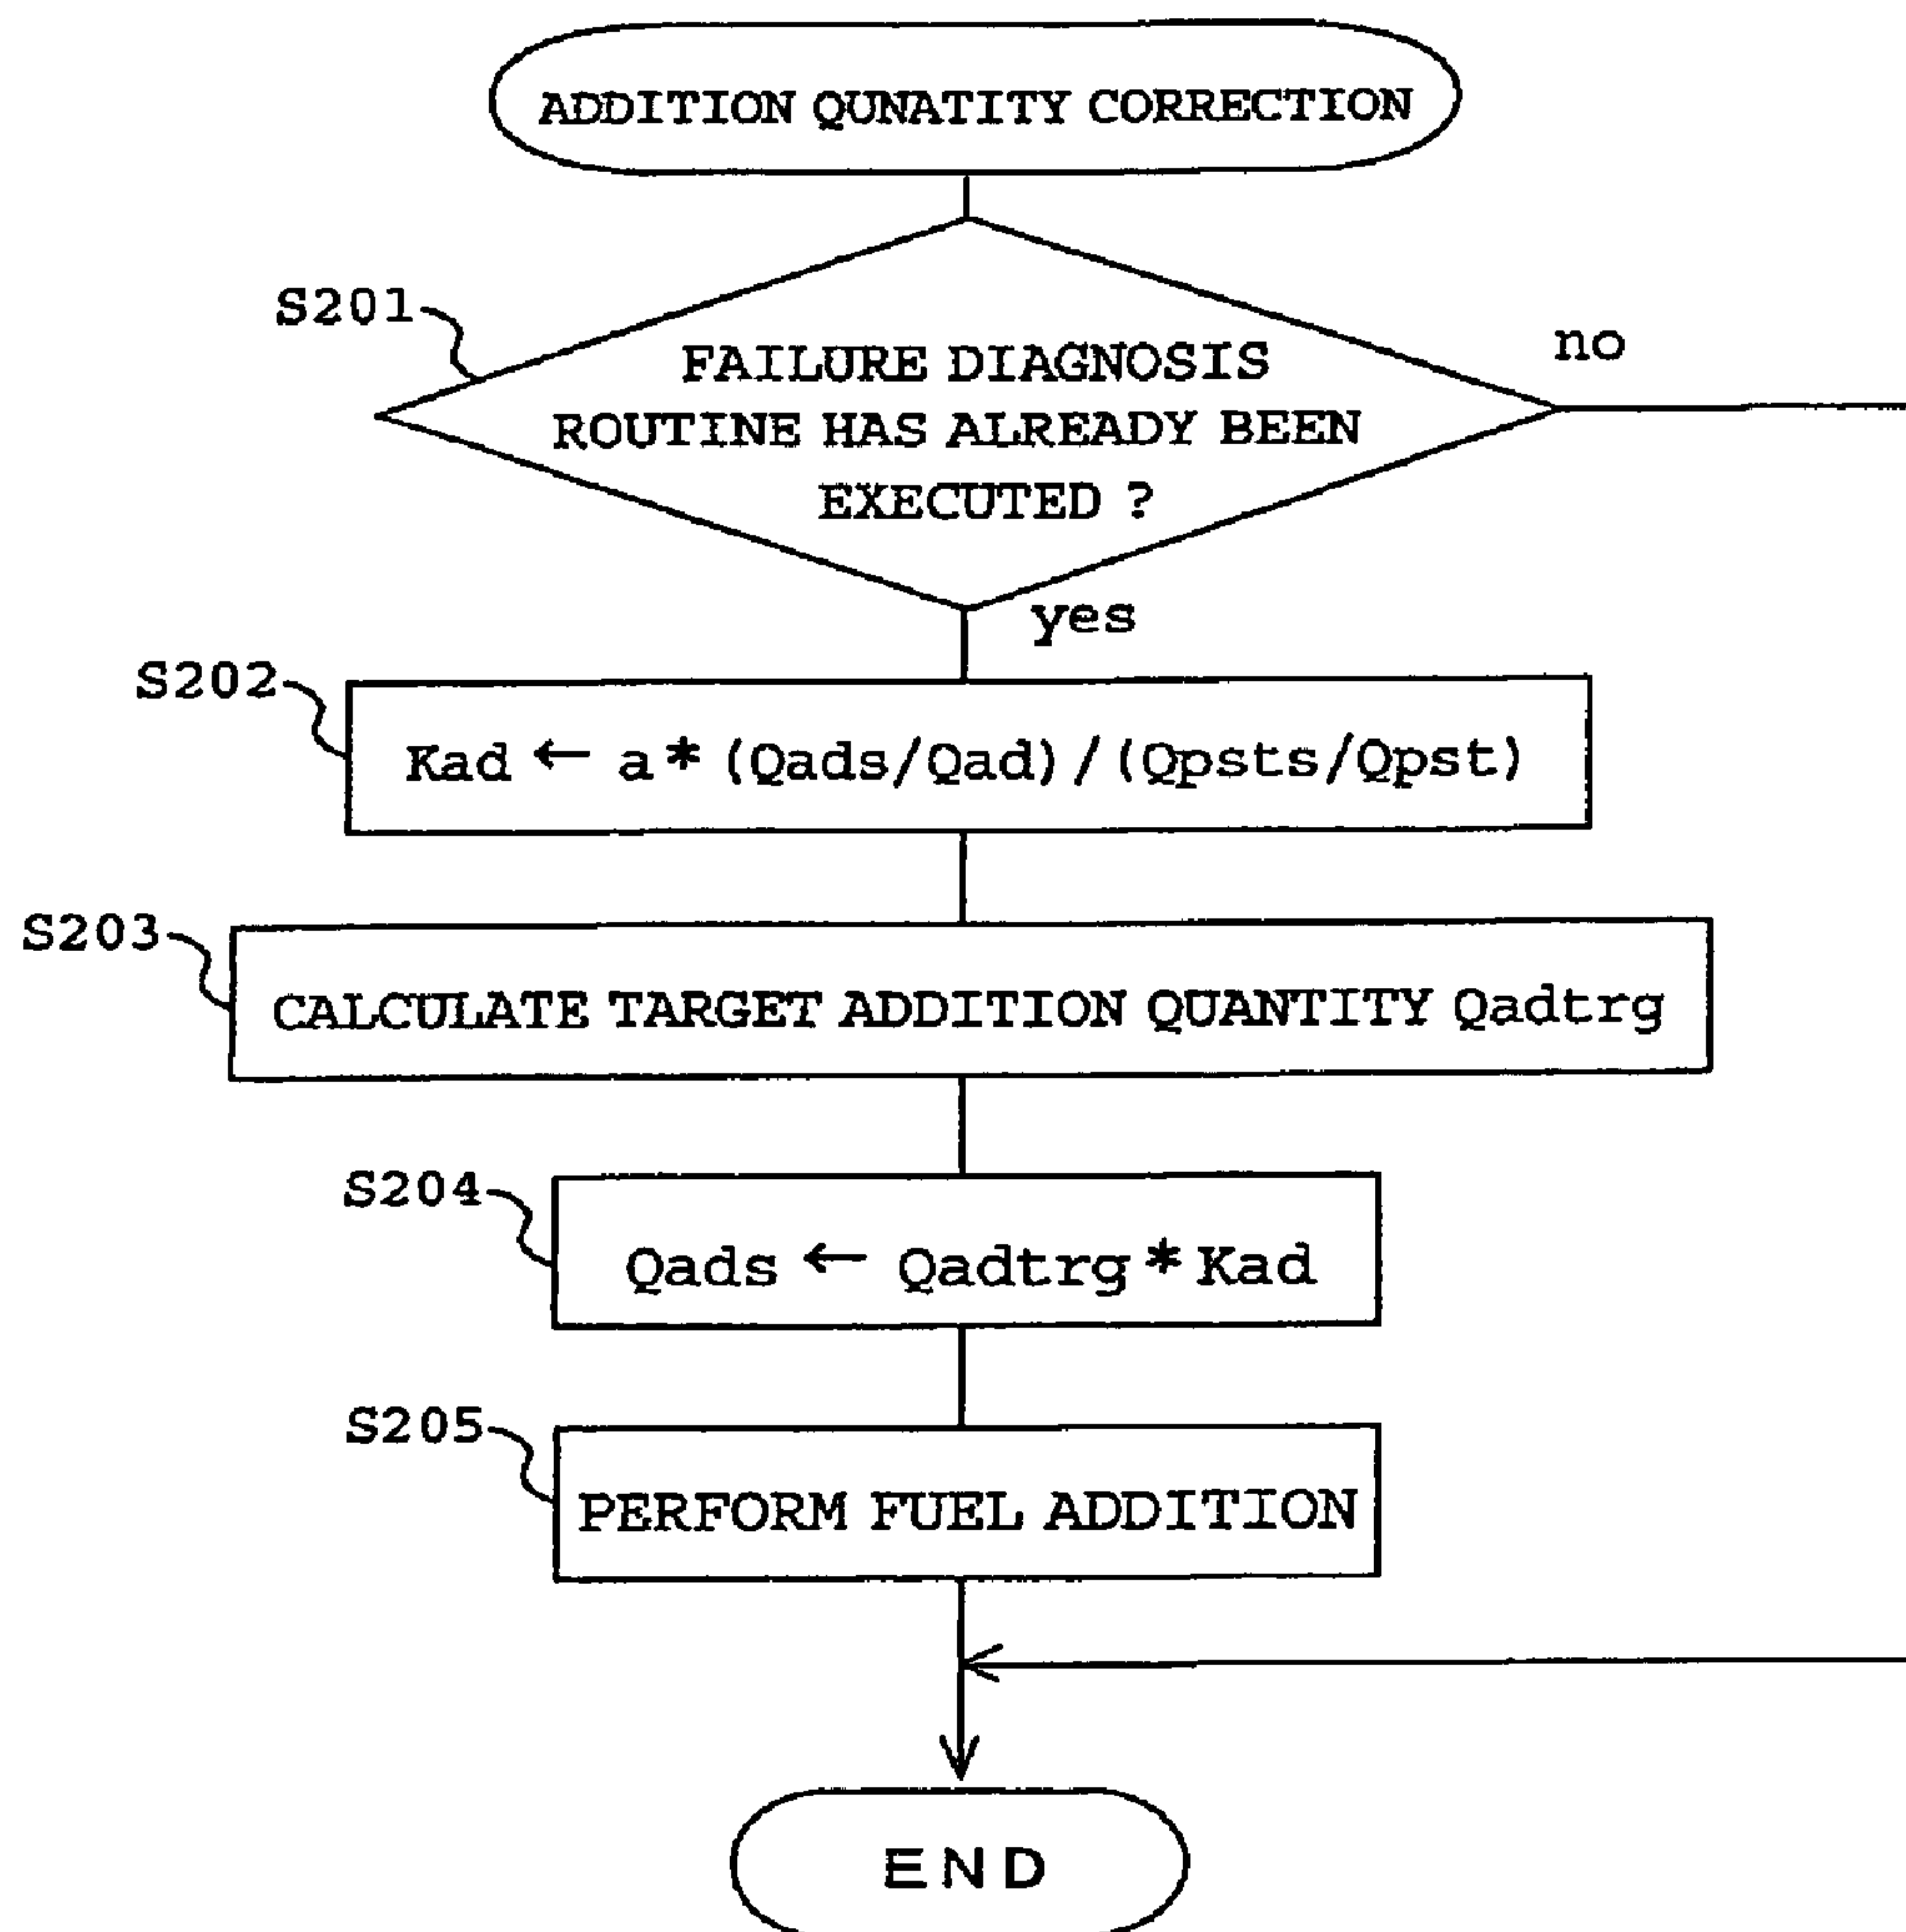 ADDITION QUNATITY CORRECTION
S201
no
FAILURE DIAGNOSIS
ROUTINE HAS ALREADY BEEN
EXECUTED ?
yes
S202
Kad ← a * (Qads/Qad) / (Qpsts/Qpst)
S203
CALCULATE TARGET ADDITION QUANTITY Qadtrg
S204
Qads ← Qadtrg * Kad
S205
PERFORM FUEL ADDITION
END